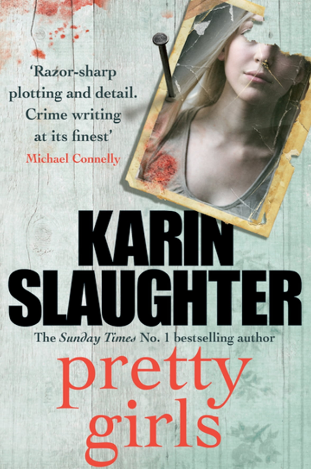 ‘Razor-sharp
plotting and detail.
Crime writing
at its finest’
Michael Connelly
KARIN
SLAUGHTER
The Sunday Times No. 1 bestselling author
pretty
girls